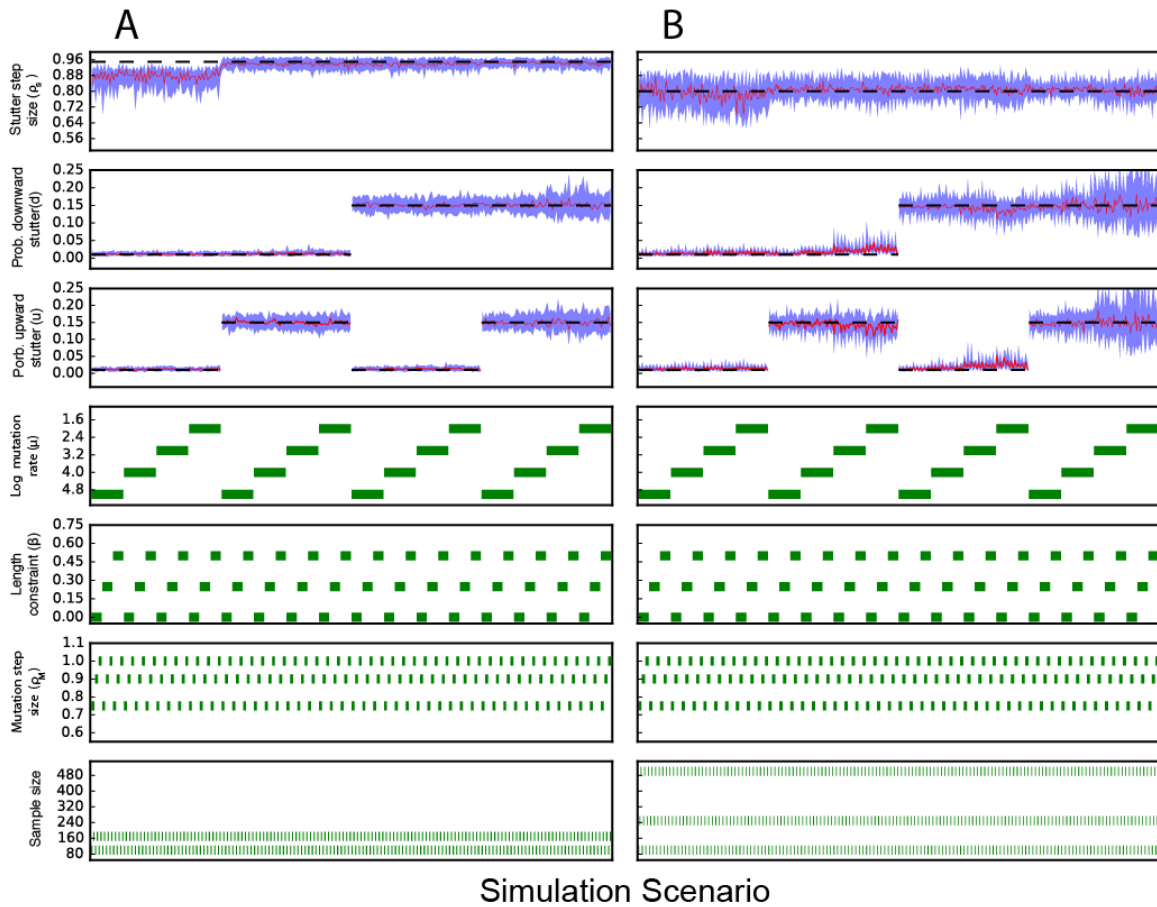 A
B
Stutter step
size (ρs)
0.96
0.88
0.80
0.72
0.64
0.56
Prob. downward
stutter(d)
0.25
0.20
0.15
0.10
0.05
0.00
Porb. upward
stutter (u)
0.25
0.20
0.15
0.10
0.05
0.00
Log mutation
rate (μ)
1.6
2.4
3.2
4.0
4.8
Length
constraint (β)
0.75
0.60
0.45
0.30
0.15
0.00
Mutation step
size (ρM)
1.1
1.0
0.9
0.8
0.7
0.6
Sample size
480
400
320
240
160
80
Simulation Scenario